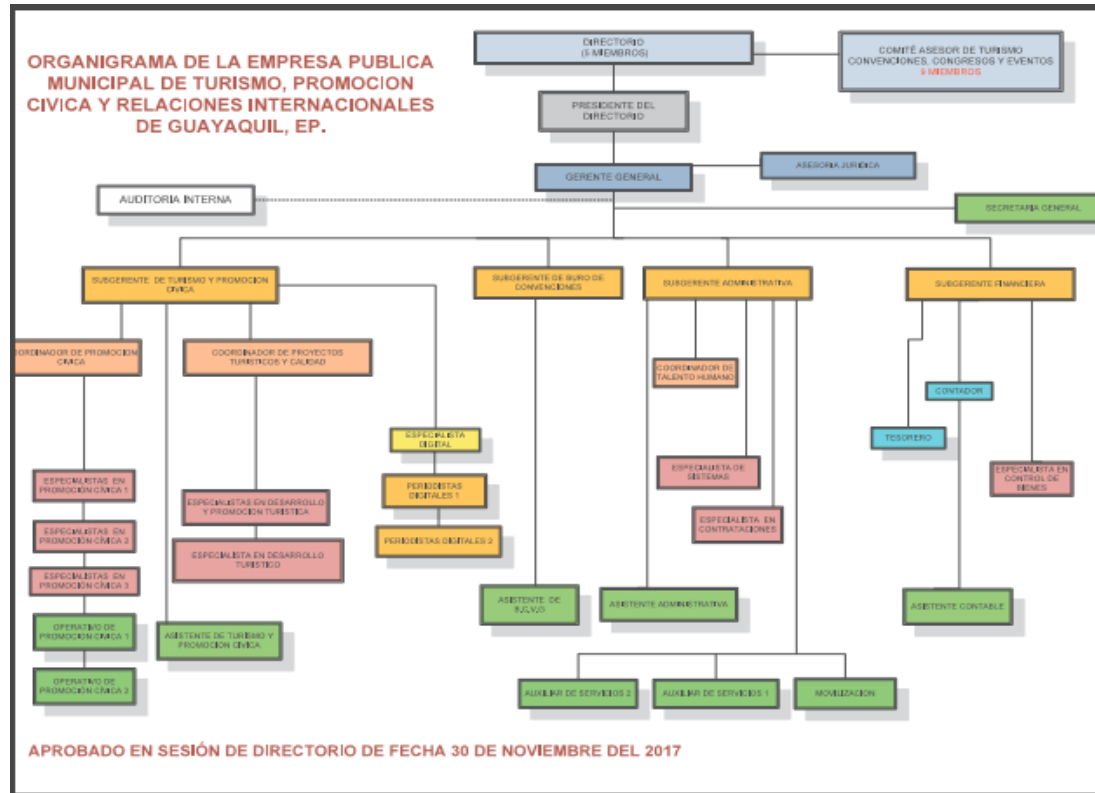 ORGANIGRAMA DE LA EMPRESA PUBLICA
MUNICIPAL DE TURISMO, PROMOCION
CIVICA Y RELACIONES INTERNACIONALES
DE GUAYAQUIL, EP.
DIRECTORIO
(5 MIEMBROS)
COMITÉ ASESOR DE TURISMO
CONVENCIONES, CONGRESOS Y EVENTOS
9 MIEMBROS
PRESIDENTE DEL
DIRECTORIO
GERENTE GENERAL
ASESORIA JURIDICA
AUDITORIA INTERNA
SECRETARIA GENERAL
SUBGERENTE DE TURISMO Y PROMOCION
CIVICA
SUBGERENTE DE BURO DE
CONVENCIONES
SUBGERENTE ADMINISTRATIVA
SUBGERENTE FINANCIERA
OORDINADOR DE PROMOCION
CIVICA
COORDINADOR DE PROYECTOS
TURISTICOS Y CALIDAD
COORDINADOR DE
TALENTO HUMANO
CONTADOR
TESORERO
ESPECIALISTA
DIGITAL
PERIODISTAS
DIGITALES 1
PERIODISTAS DIGITALES 2
ESPECIALISTA DE
SISTEMAS
ESPECIALISTA EN
CONTROL DE
BIENES
ESPECIALISTAS EN
PROMOCION CÍVICA 1
ESPECIALISTAS EN
PROMOCION CÍVICA 2
ESPECIALISTAS EN
PROMOCION CÍVICA 3
ESPECIALISTAS EN DESARROLLO
Y PROMOCION TURISTICA
ESPECIALISTA EN DESARROLLO
TURISTICO
ESPECIALISTA EN
CONTRATACIONES
OPERATIVO DE
PROMOCION CÍVICA 1
OPERATIVO DE
PROMOCION CÍVICA 2
ASISTENTE DE TURISMO Y
PROMOCION CIVICA
ASISTENTE DE
ASISTENTE ADMINISTRATIVA
ASISTENTE CONTABLE
AUXILIAR DE SERVICIOS 2
AUXILIAR DE SERVICIOS 1
MOVILIZACION
APROBADO EN SESIÓN DE DIRECTORIO DE FECHA 30 DE NOVIEMBRE DEL 2017